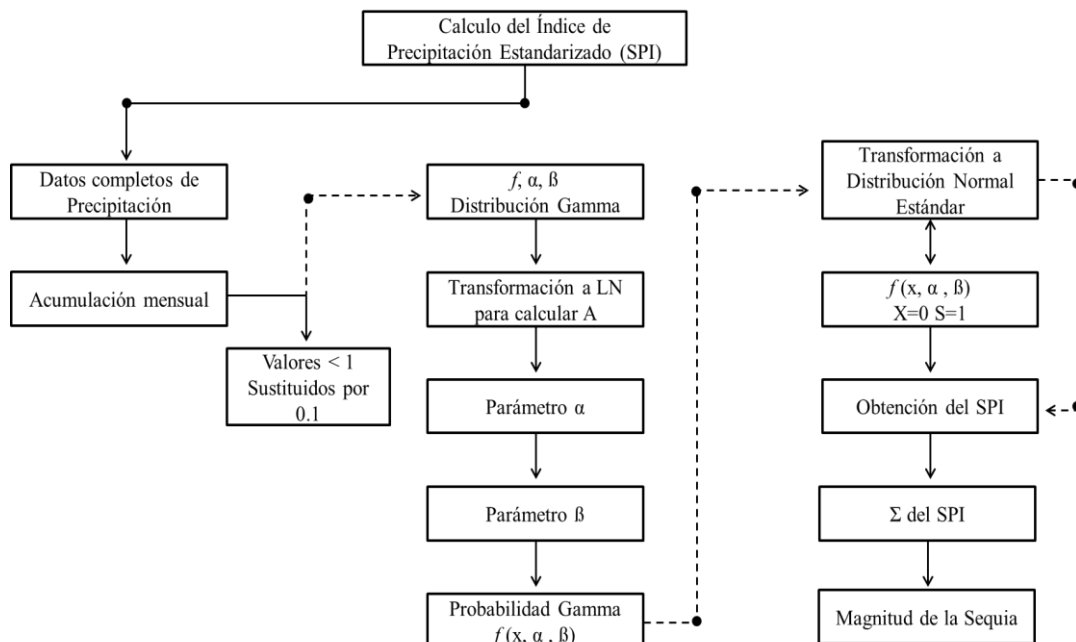 Calculo del Índice de
Precipitación Estandarizado (SPI)
Datos completos de
Precipitación
Acumulación mensual
Valores < 1
Sustituidos por
0.1
f, α, ß
Distribución Gamma
Transformación a LN
para calcular A
Parámetro α
Parámetro ß
Probabilidad Gamma
f (x, α , ß)
Transformación a
Distribución Normal
Estándar
f (x, α , ß)
X=0 S=1
Obtención del SPI
Σ del SPI
Magnitud de la Sequia